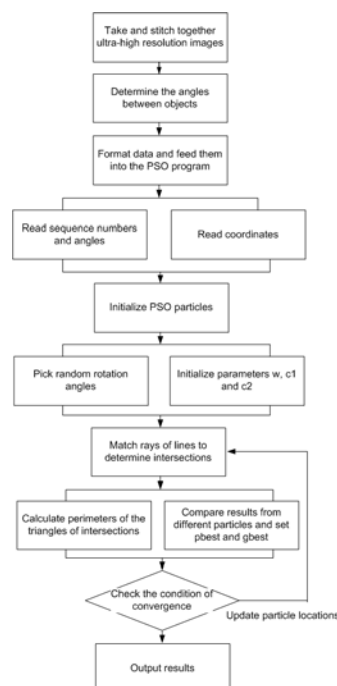 Take and stitch together
ultra-high resolution images
Determine the angles
between objects
Format data and feed them
into the PSO program
Read sequence numbers
and angles
Read coordinates
Initialize PSO particles
Pick random rotation
angles
Initialize parameters w, c1
and c2
Match rays of lines to
determine intersections
Calculate perimeters of the
triangles of intersections
Compare results from
different particles and set
pbest and gbest
Check the condition of
convergence
Update particle locations
Output results